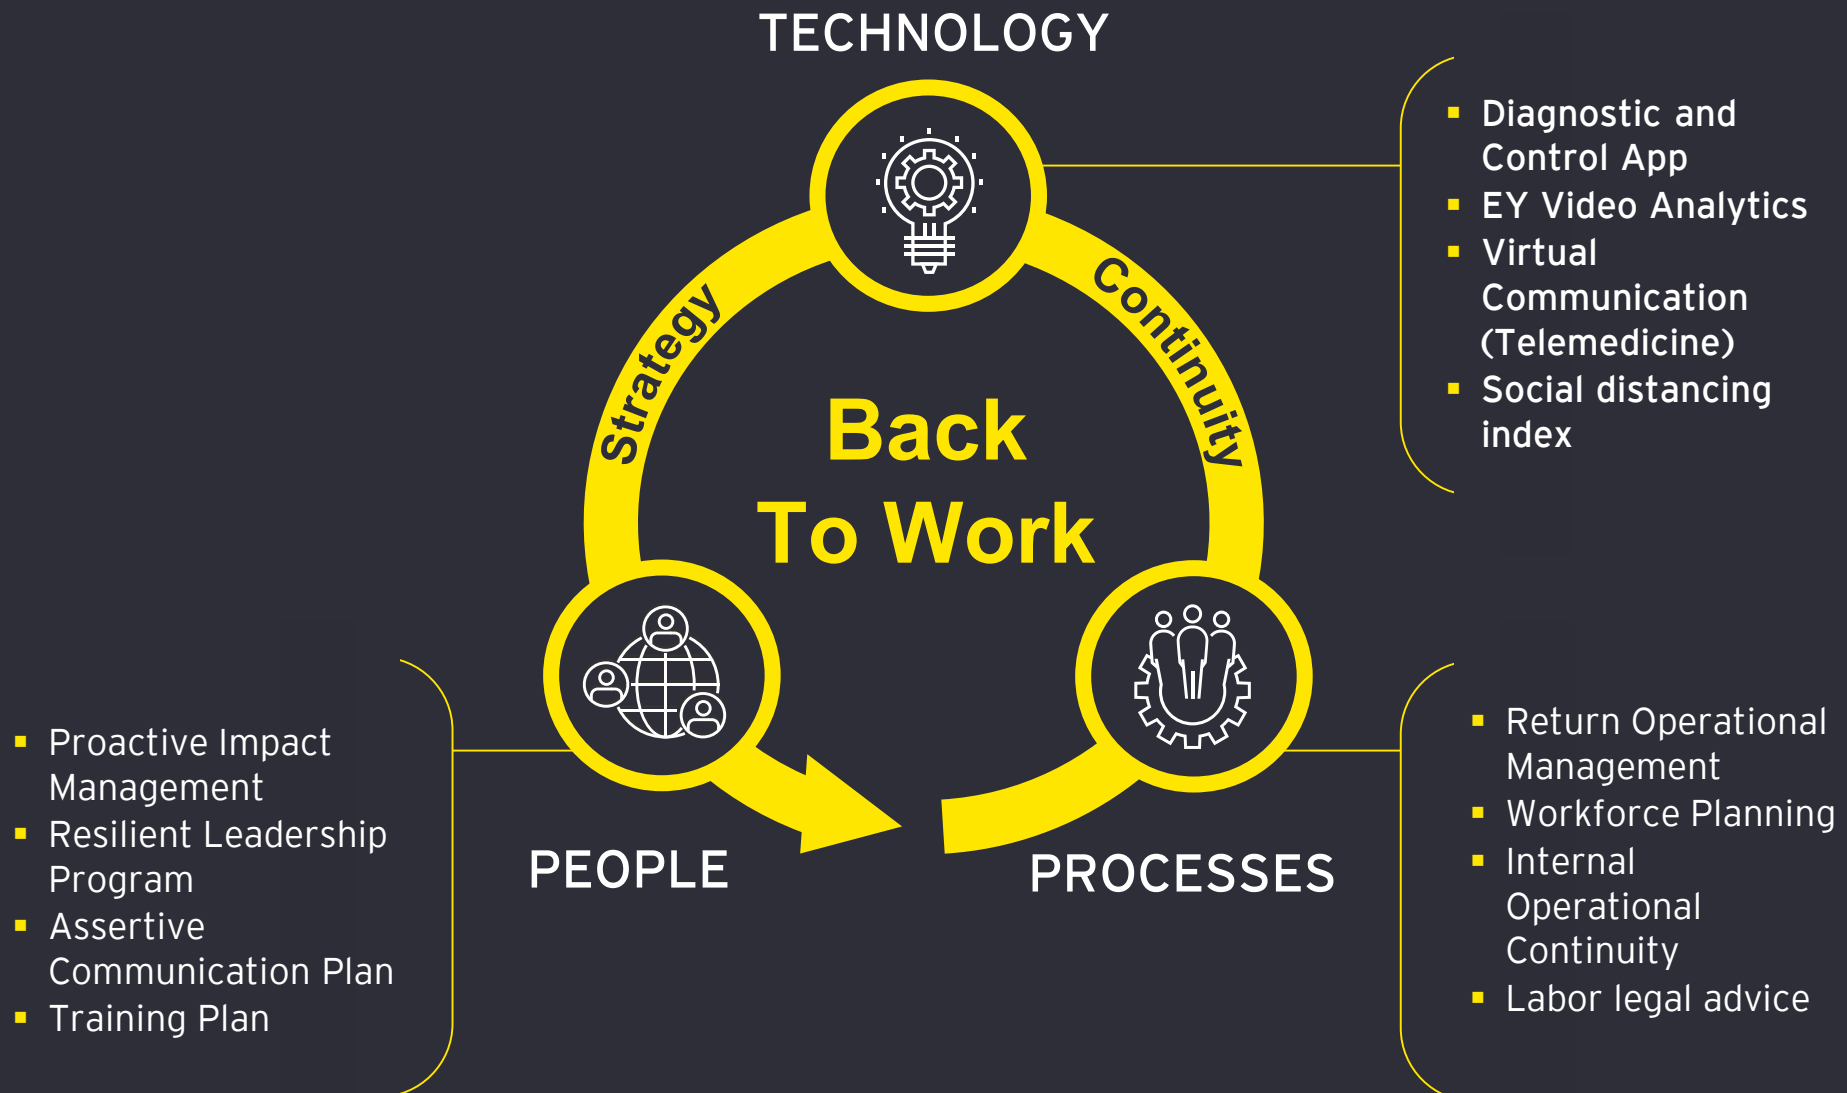 TECHNOLOGY
Diagnostic and
Control App
EY Video Analytics
Virtual
Communication
(Telemedicine)
Social distancing
index
Strategy
Continuity
Back
To Work
Proactive Impact
Management
Resilient Leadership
Program
Assertive
Communication Plan
Training Plan
PEOPLE
PROCESSES
Return Operational
Management
Workforce Planning
Internal
Operational
Continuity
Labor legal advice